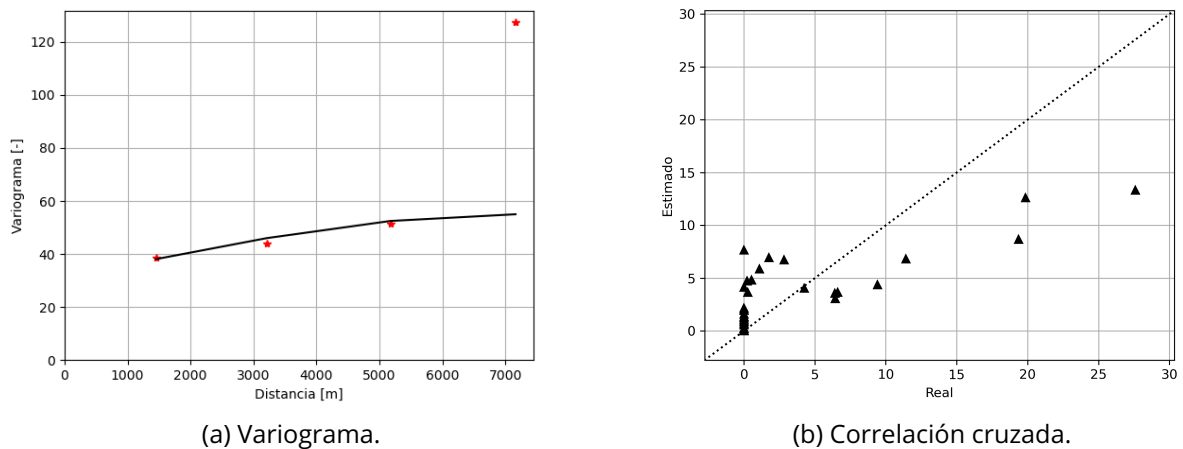 120
100
80
60
40
20
0
Variograma [-]
0 1000 2000 3000 4000 5000 6000 7000
Distancia [m]
(a) Variograma.
30
25
20
15
10
5
0
Estimado
0 5 10 15 20 25 30
Real
(b) Correlación cruzada.